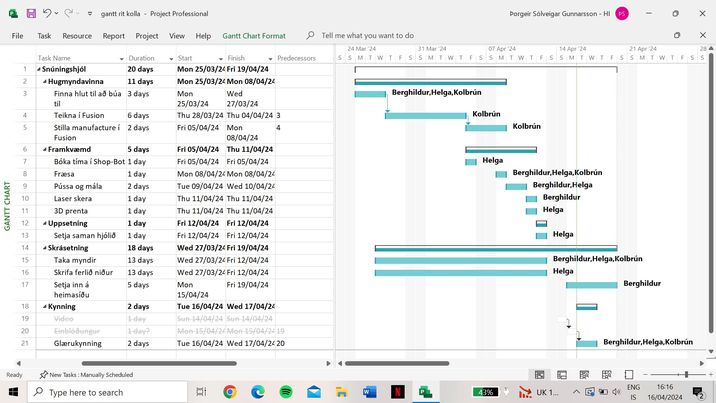 gantt rit kolla - Project Professional
Þorgeir Sólveigar Gunnarsson - HI
ÞS
File Task Resource Report Project View Help Gantt Chart Format Tell me what you want to do
Task Name Duration Start Finish Predecessors
24 Mar '24 31 Mar '24 07 Apr '24 14 Apr '24 21 Apr '24 28
1 Snúningshjól 20 days Mon 25/03/24 Fri 19/04/24
2 Hugmyndavinna 11 days Mon 25/03/24 Mon 08/04/24
3 Finna hlut til að búa til 3 days Mon 25/03/24 Wed 27/03/24 Berghildur,Helga,Kolbrún
4 Teikna í Fusion 6 days Thu 28/03/24 Thu 04/04/24 3 Kolbrún
5 Stilla manufacture í Fusion 2 days Fri 05/04/24 Mon 08/04/24 4 Kolbrún
6 Framkvæmd 5 days Fri 05/04/24 Thu 11/04/24
7 Bóka tíma í Shop-Bot 1 day Fri 05/04/24 Fri 05/04/24 Helga
8 Fræsa 1 day Mon 08/04/24 Mon 08/04/24 Berghildur,Helga,Kolbrún
9 Pússa og mála 2 days Tue 09/04/24 Wed 10/04/24 Berghildur,Helga
10 Laser skera 1 day Thu 11/04/24 Thu 11/04/24 Berghildur
11 3D prenta 1 day Thu 11/04/24 Thu 11/04/24 Helga
12 Uppsetning 1 day Fri 12/04/24 Fri 12/04/24
13 Setja saman hjólið 1 day Fri 12/04/24 Fri 12/04/24 Helga
14 Skrásetning 18 days Wed 27/03/24 Fri 19/04/24
15 Taka myndir 13 days Wed 27/03/24 Fri 12/04/24 Berghildur,Helga,Kolbrún
16 Skrifa ferlið niður 13 days Wed 27/03/24 Fri 12/04/24 Helga
17 Setja inn á heimasíðu 5 days Mon 15/04/24 Fri 19/04/24 Berghildur
18 Kynning 2 days Tue 16/04/24 Wed 17/04/24
19 Video 1 day Sun 14/04/24 Sun 14/04/24
20 Einblöðungur 1 day? Mon 15/04/24 Mon 15/04/24 19
21 Glærukynning 2 days Tue 16/04/24 Wed 17/04/24 20 Berghildur,Helga,Kolbrún
GANTT CHART
Ready New Tasks : Manually Scheduled
Type here to search
43%
UK 1...
ENG
IS
16:16
16/04/2024
2